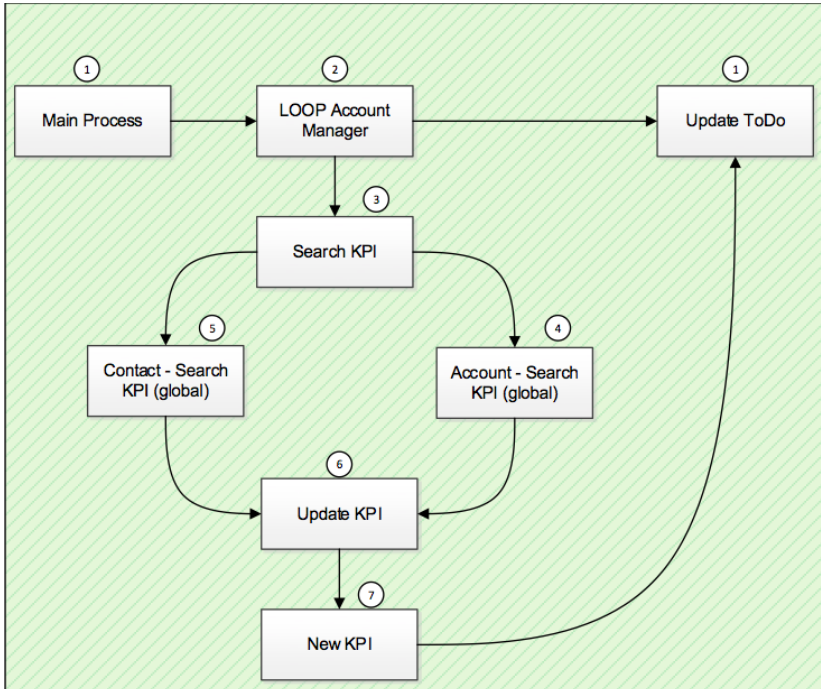 1
2
1
Main Process
LOOP Account
Manager
Update ToDo
3
Search KPI
5
4
Contact - Search
KPI (global)
Account - Search
KPI (global)
6
Update KPI
7
New KPI